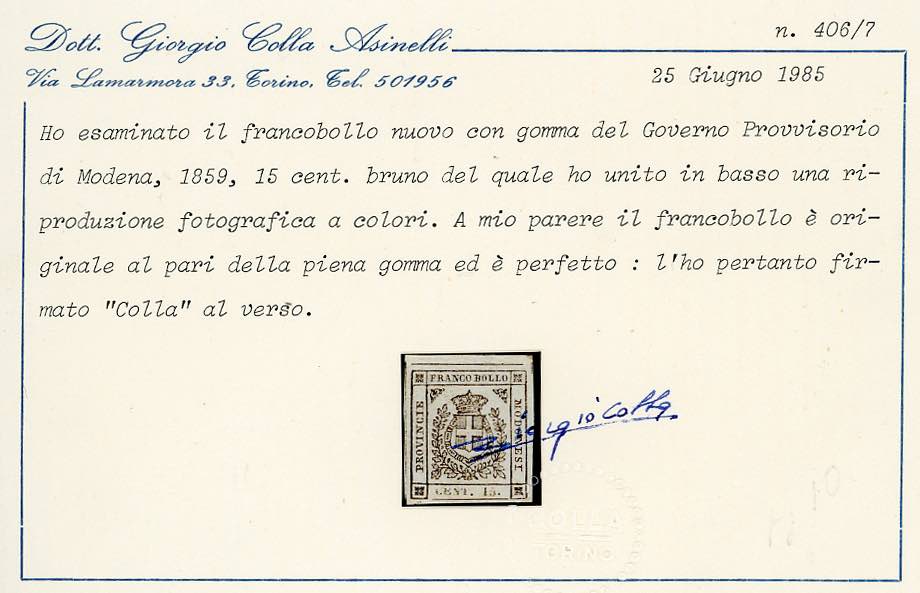 Dott. Giorgio Colla Asinelli
n. 406/7
Via Lamarmora 33, Torino, Tel. 501956
25 Giugno 1985
Ho esaminato il francobollo nuovo con gomma del Governo Provvisorio
di Modena, 1859, 15 cent. bruno del quale ho unito in basso una ri-
produzione fotografica a colori. A mio parere il francobollo è ori-
ginale al pari della piena gomma ed è perfetto : l'ho pertanto fir-
mato "Colla" al verso.
FRANCO BOLLO
PROVINCIE
MODONESI
CENT. 15.
Giorgio Colla
COLLA
TORINO